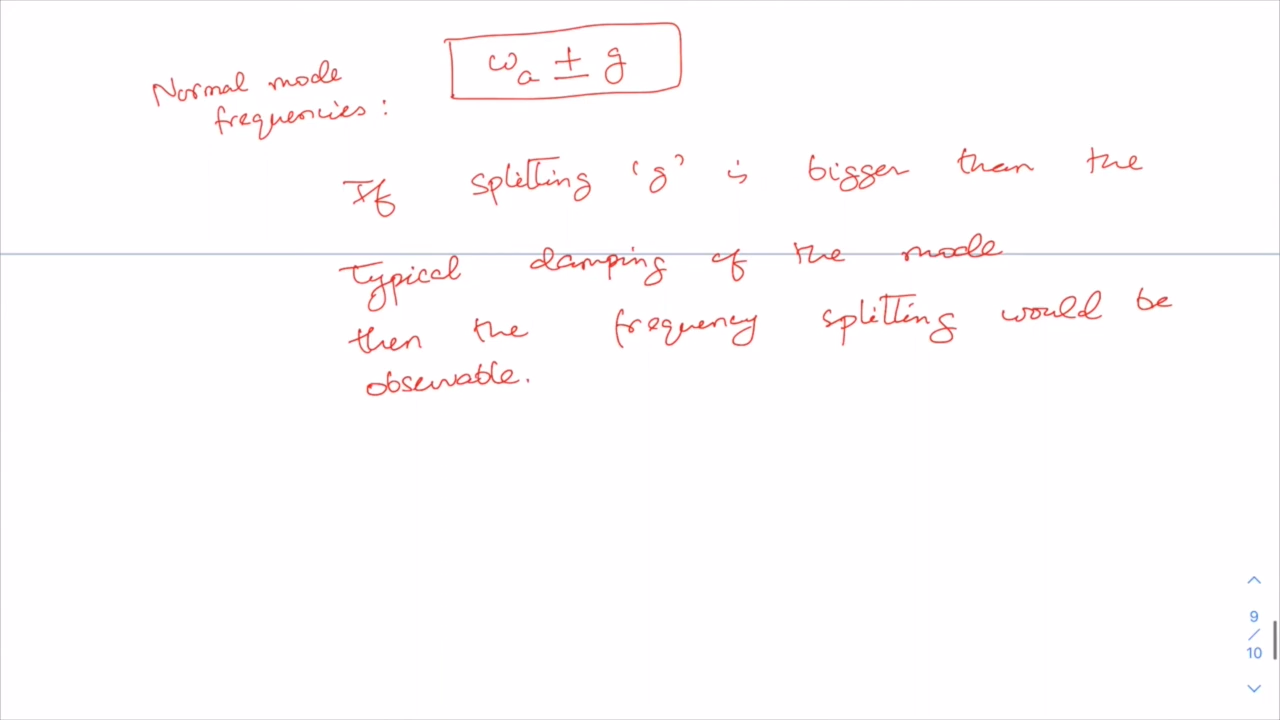 Normal mode
frequencies:
ω_a ± g
If splitting 'g' is bigger than the
Typical damping of the mode
then the frequency splitting would be
observable.
9
/
10